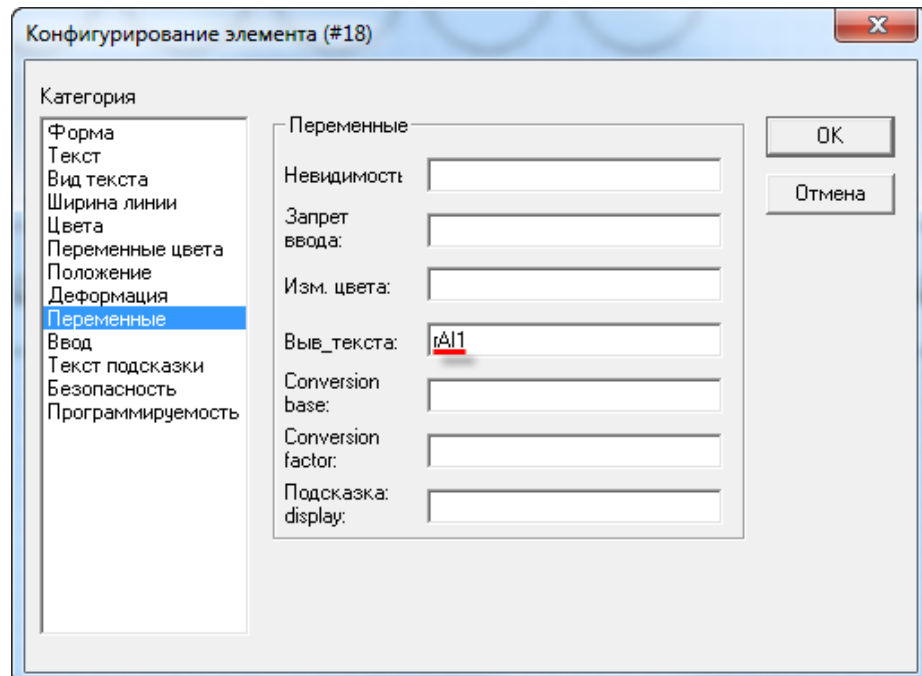 Конфигурирование элемента (#18)
Категория
Форма
Текст
Вид текста
Ширина линии
Цвета
Переменные цвета
Положение
Деформация
Переменные
Ввод
Текст подсказки
Безопасность
Программируемость
Переменные
Невидимость
Запрет
ввода:
Изм. цвета:
Выв_текста:
rAI1
Conversion
base:
Conversion
factor:
Подсказка:
display:
OK
Отмена